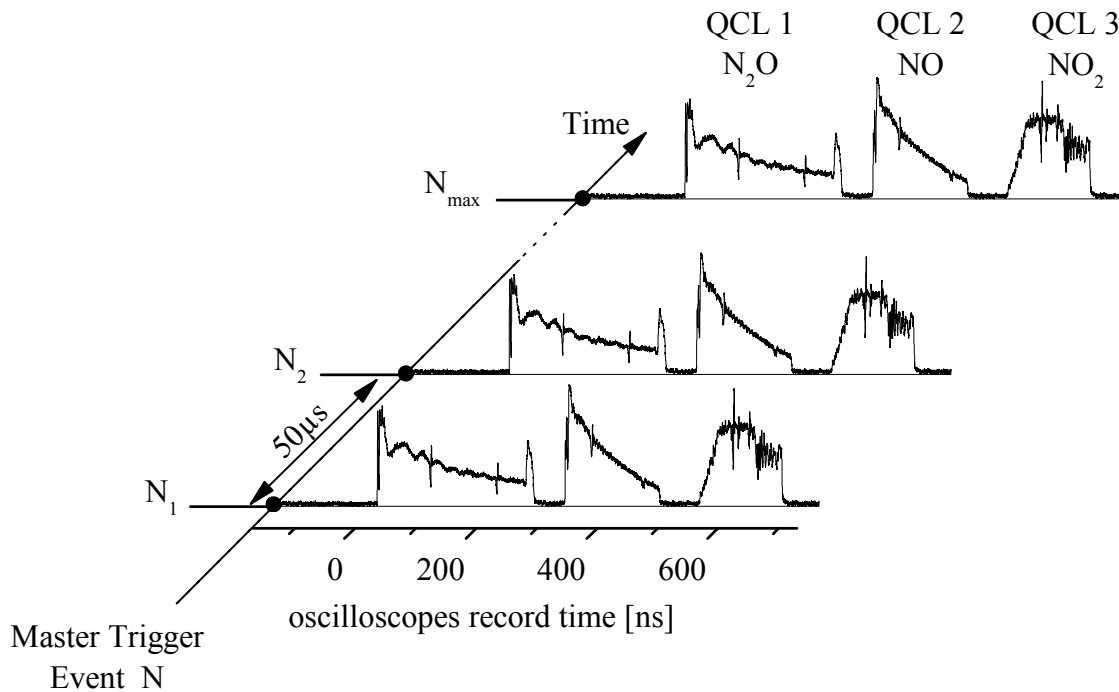 QCL 1 QCL 2 QCL 3
N₂O NO NO₂
Time
Nmax
N₂
50µs
N₁
0 200 400 600
oscilloscopes record time [ns]
Master Trigger
Event N